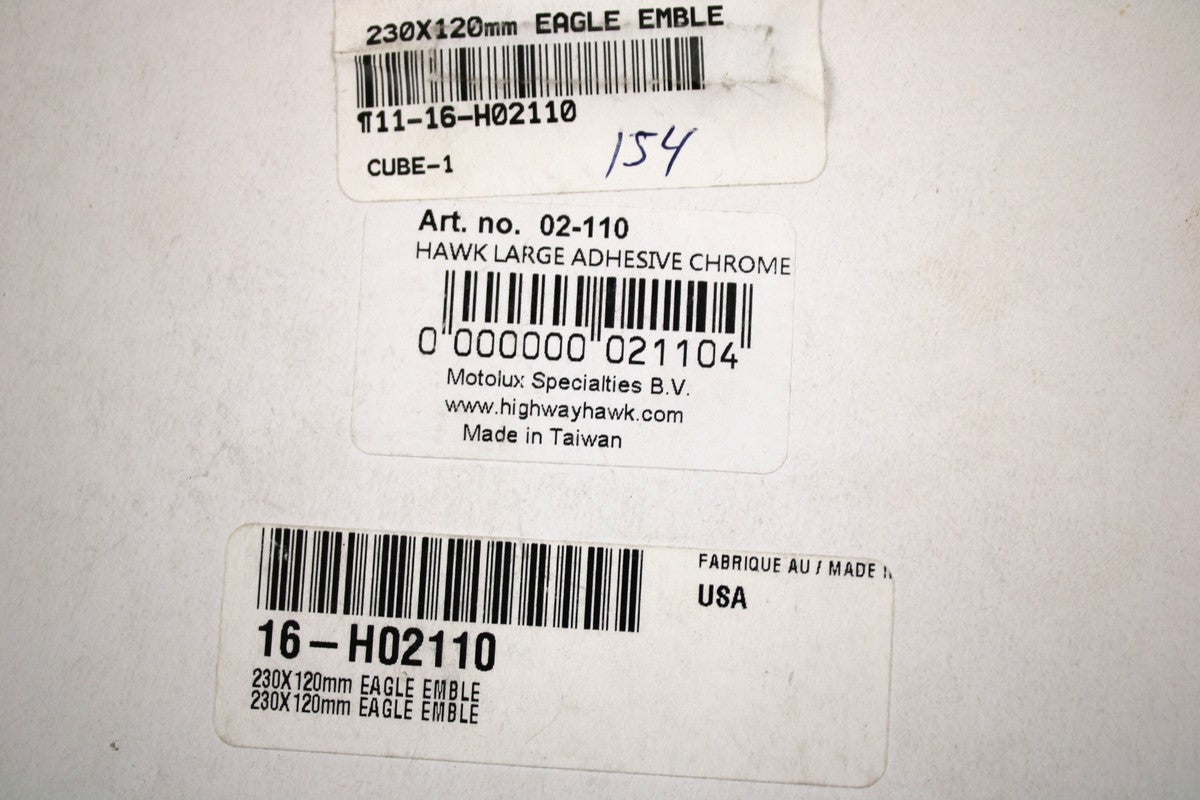 230X120mm EAGLE EMBLE
¶11-16-H02110
CUBE-1
154
Art. no. 02-110
HAWK LARGE ADHESIVE CHROME
0 000000 021104
Motolux Specialties B.V.
www.highwayhawk.com
Made in Taiwan
FABRIQUE AU / MADE
USA
16-H02110
230X120mm EAGLE EMBLE
230X120mm EAGLE EMBLE